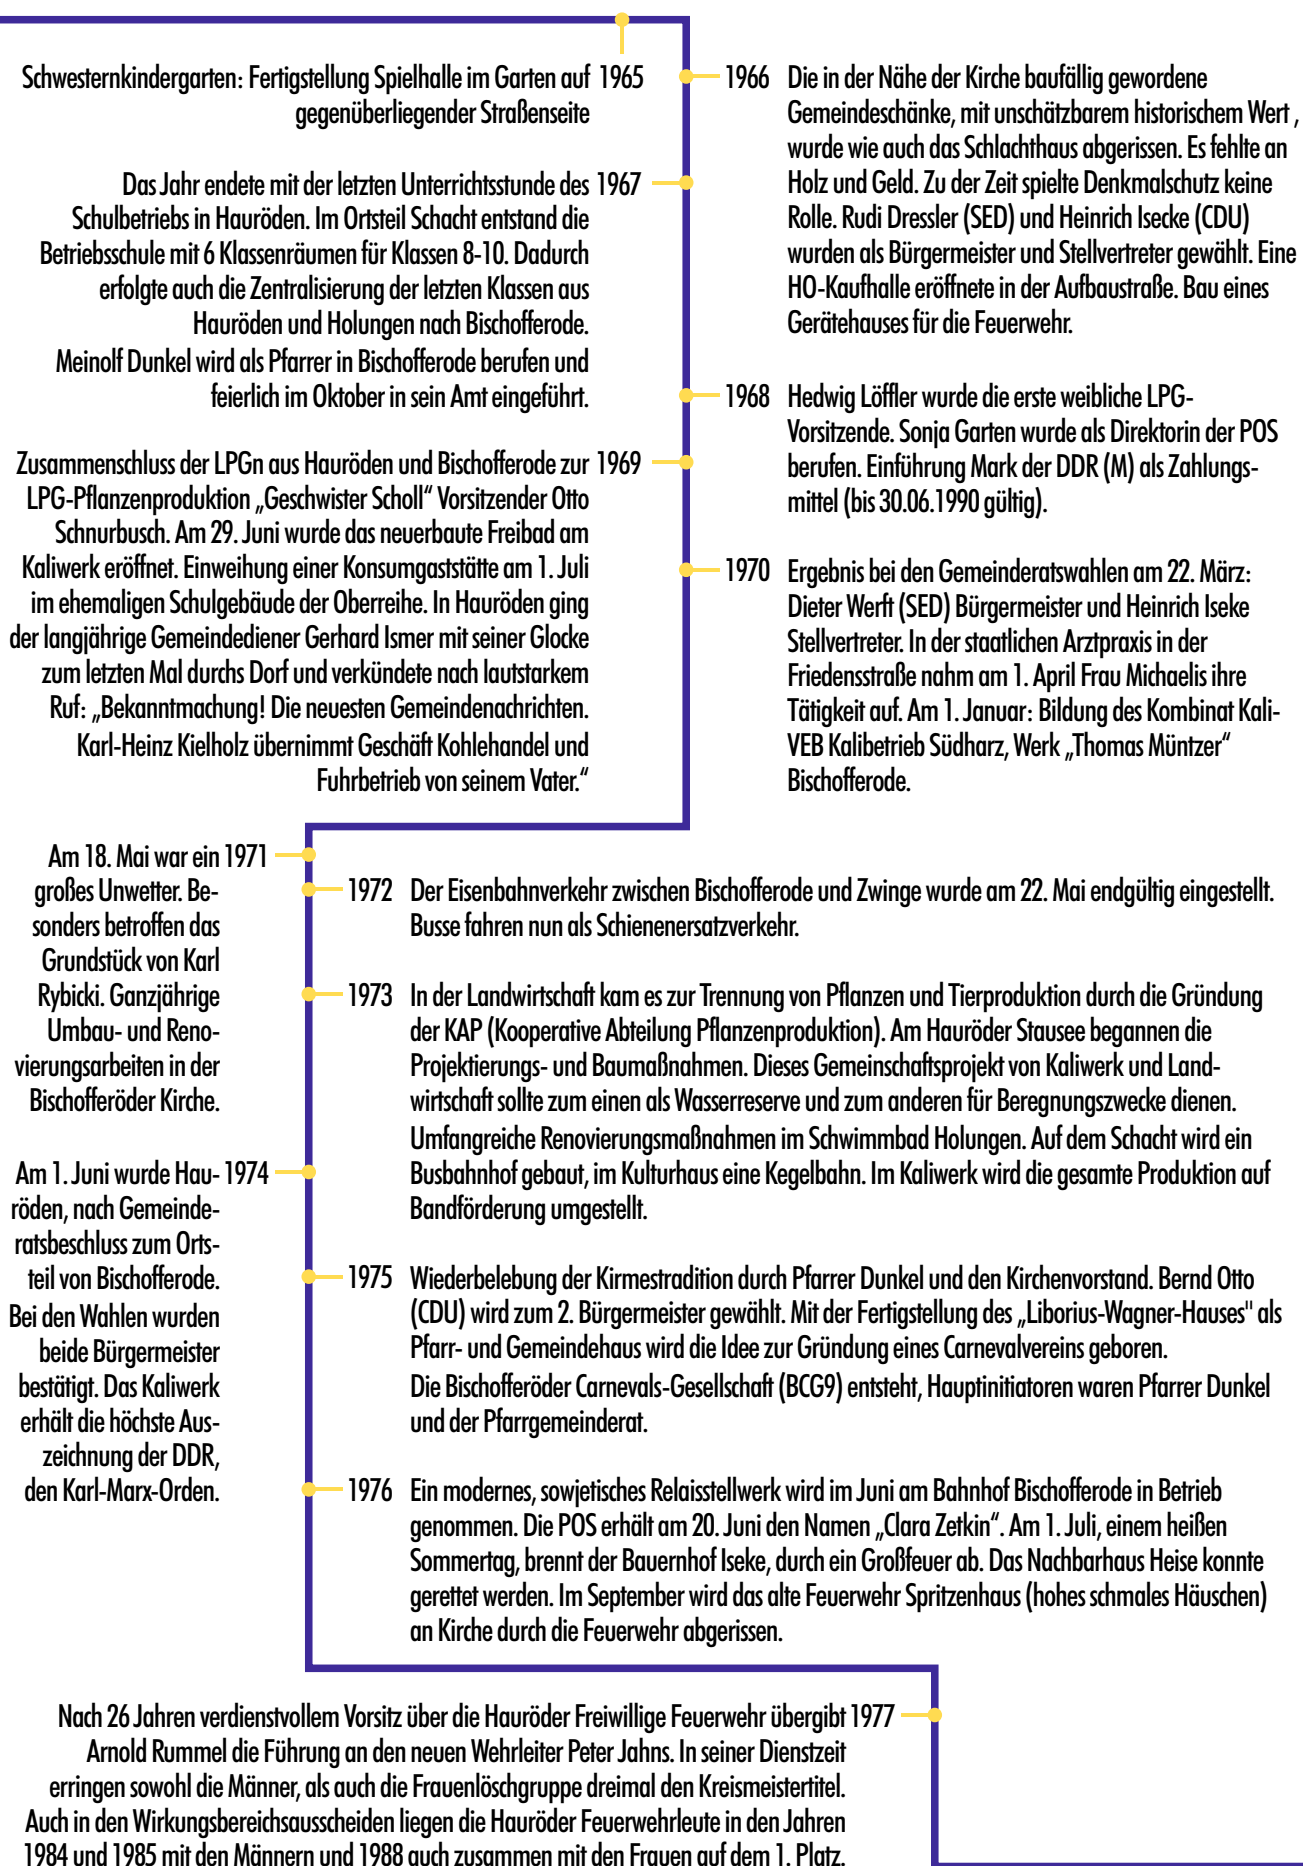 Schwesternkindergarten: Fertigstellung Spielhalle im Garten auf 1965
gegenüberliegender Straßenseite
1966 Die in der Nähe der Kirche baufällig gewordene
Gemeindeschänke, mit unschätzbarem historischem Wert ,
wurde wie auch das Schlachthaus abgerissen. Es fehlte an
Holz und Geld. Zu der Zeit spielte Denkmalschutz keine
Rolle. Rudi Dressler (SED) und Heinrich Isecke (CDU)
wurden als Bürgermeister und Stellvertreter gewählt. Eine
HO-Kaufhalle eröffnete in der Aufbaustraße. Bau eines
Gerätehauses für die Feuerwehr.
Das Jahr endete mit der letzten Unterrichtsstunde des 1967
Schulbetriebs in Hauröden. Im Ortsteil Schacht entstand die
Betriebsschule mit 6 Klassenräumen für Klassen 8-10. Dadurch
erfolgte auch die Zentralisierung der letzten Klassen aus
Hauröden und Holungen nach Bischofferode.
Meinolf Dunkel wird als Pfarrer in Bischofferode berufen und
feierlich im Oktober in sein Amt eingeführt.
1968 Hedwig Löffler wurde die erste weibliche LPG-
Vorsitzende. Sonja Garten wurde als Direktorin der POS
berufen. Einführung Mark der DDR (M) als Zahlungs-
mittel (bis 30.06.1990 gültig).
Zusammenschluss der LPGn aus Hauröden und Bischofferode zur 1969
LPG-Pflanzenproduktion „Geschwister Scholl“ Vorsitzender Otto
Schnurbusch. Am 29. Juni wurde das neuerbaute Freibad am
Kaliwerk eröffnet. Einweihung einer Konsumgaststätte am 1. Juli
im ehemaligen Schulgebäude der Oberreihe. In Hauröden ging
der langjährige Gemeindediener Gerhard Ismer mit seiner Glocke
zum letzten Mal durchs Dorf und verkündete nach lautstarkem
Ruf: „Bekanntmachung! Die neuesten Gemeindenachrichten.
Karl-Heinz Kielholz übernimmt Geschäft Kohlehandel und
Fuhrbetrieb von seinem Vater.“
1970 Ergebnis bei den Gemeinderatswahlen am 22. März:
Dieter Werft (SED) Bürgermeister und Heinrich Iseke
Stellvertreter. In der staatlichen Arztpraxis in der
Friedensstraße nahm am 1. April Frau Michaelis ihre
Tätigkeit auf. Am 1. Januar: Bildung des Kombinat Kali-
VEB Kalibetrieb Südharz, Werk „Thomas Müntzer“
Bischofferode.
Am 18. Mai war ein 1971
großes Unwetter. Be-
sonders betroffen das
Grundstück von Karl
Rybicki. Ganzjährige
Umbau- und Reno-
vierungsarbeiten in der
Bischofferöder Kirche.
1972 Der Eisenbahnverkehr zwischen Bischofferode und Zwinge wurde am 22. Mai endgültig eingestellt.
Busse fahren nun als Schienenersatzverkehr.
1973 In der Landwirtschaft kam es zur Trennung von Pflanzen und Tierproduktion durch die Gründung
der KAP (Kooperative Abteilung Pflanzenproduktion). Am Hauröder Stausee begannen die
Projektierungs- und Baumaßnahmen. Dieses Gemeinschaftsprojekt von Kaliwerk und Land-
wirtschaft sollte zum einen als Wasserreserve und zum anderen für Beregnungszwecke dienen.
Umfangreiche Renovierungsmaßnahmen im Schwimmbad Holungen. Auf dem Schacht wird ein
Busbahnhof gebaut, im Kulturhaus eine Kegelbahn. Im Kaliwerk wird die gesamte Produktion auf
Bandförderung umgestellt.
Am 1. Juni wurde Hau- 1974
röden, nach Gemeinde-
ratsbeschluss zum Orts-
teil von Bischofferode.
Bei den Wahlen wurden
beide Bürgermeister
bestätigt. Das Kaliwerk
erhält die höchste Aus-
zeichnung der DDR,
den Karl-Marx-Orden.
1975 Wiederbelebung der Kirmestradition durch Pfarrer Dunkel und den Kirchenvorstand. Bernd Otto
(CDU) wird zum 2. Bürgermeister gewählt. Mit der Fertigstellung des „Liborius-Wagner-Hauses" als
Pfarr- und Gemeindehaus wird die Idee zur Gründung eines Carnevalvereins geboren.
Die Bischofferöder Carnevals-Gesellschaft (BCG9) entsteht, Hauptinitiatoren waren Pfarrer Dunkel
und der Pfarrgemeinderat.
1976 Ein modernes, sowjetisches Relaisstellwerk wird im Juni am Bahnhof Bischofferode in Betrieb
genommen. Die POS erhält am 20. Juni den Namen „Clara Zetkin“. Am 1. Juli, einem heißen
Sommertag, brennt der Bauernhof Iseke, durch ein Großfeuer ab. Das Nachbarhaus Heise konnte
gerettet werden. Im September wird das alte Feuerwehr Spritzenhaus (hohes schmales Häuschen)
an Kirche durch die Feuerwehr abgerissen.
Nach 26 Jahren verdienstvollem Vorsitz über die Hauröder Freiwillige Feuerwehr übergibt 1977
Arnold Rummel die Führung an den neuen Wehrleiter Peter Jahns. In seiner Dienstzeit
erringen sowohl die Männer, als auch die Frauenlöschgruppe dreimal den Kreismeistertitel.
Auch in den Wirkungsbereichsausscheiden liegen die Hauröder Feuerwehrleute in den Jahren
1984 und 1985 mit den Männern und 1988 auch zusammen mit den Frauen auf dem 1. Platz.